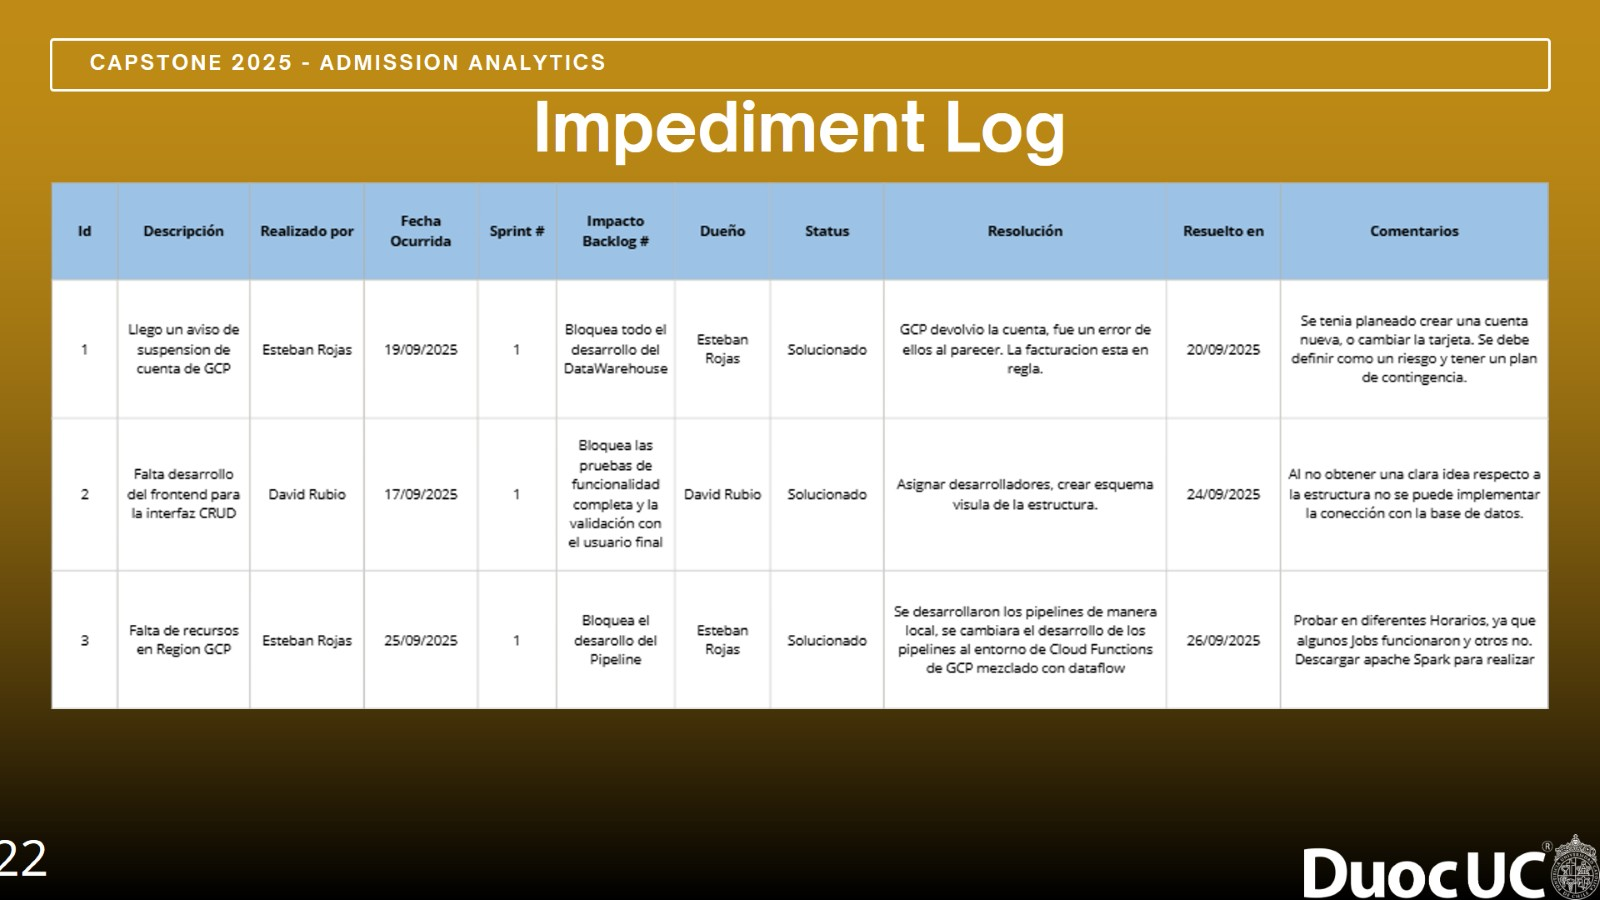 CAPSTONE 2025 - ADMISSION ANALYTICS
Impediment Log
Id
Descripción
Realizado por
Fecha
Ocurrida
Sprint #
Impacto
Backlog #
Dueño
Status
Resolución
Resuelto en
Comentarios
1
Llego un aviso de
suspension de
cuenta de GCP
Esteban Rojas
19/09/2025
1
Bloquea todo el
desarrollo del
DataWarehouse
Esteban
Rojas
Solucionado
GCP devolvio la cuenta, fue un error de
ellos al parecer. La facturacion esta en
regla.
20/09/2025
Se tenia planeado crear una cuenta
nueva, o cambiar la tarjeta. Se debe
definir como un riesgo y tener un plan
de contingencia.
2
Falta desarrollo
del frontend para
la interfaz CRUD
David Rubio
17/09/2025
1
Bloquea las
pruebas de
funcionalidad
completa y la
validación con
el usuario final
David Rubio
Solucionado
Asignar desarrolladores, crear esquema
visula de la estructura.
24/09/2025
Al no obtener una clara idea respecto a
la estructura no se puede implementar
la conección con la base de datos.
3
Falta de recursos
en Region GCP
Esteban Rojas
25/09/2025
1
Bloquea el
desarollo del
Pipeline
Esteban
Rojas
Solucionado
Se desarrollaron los pipelines de manera
local, se cambiara el desarrollo de los
pipelines al entorno de Cloud Functions
de GCP mezclado con dataflow
26/09/2025
Probar en diferentes Horarios, ya que
algunos Jobs funcionaron y otros no.
Descargar apache Spark para realizar
22
DuocUC®